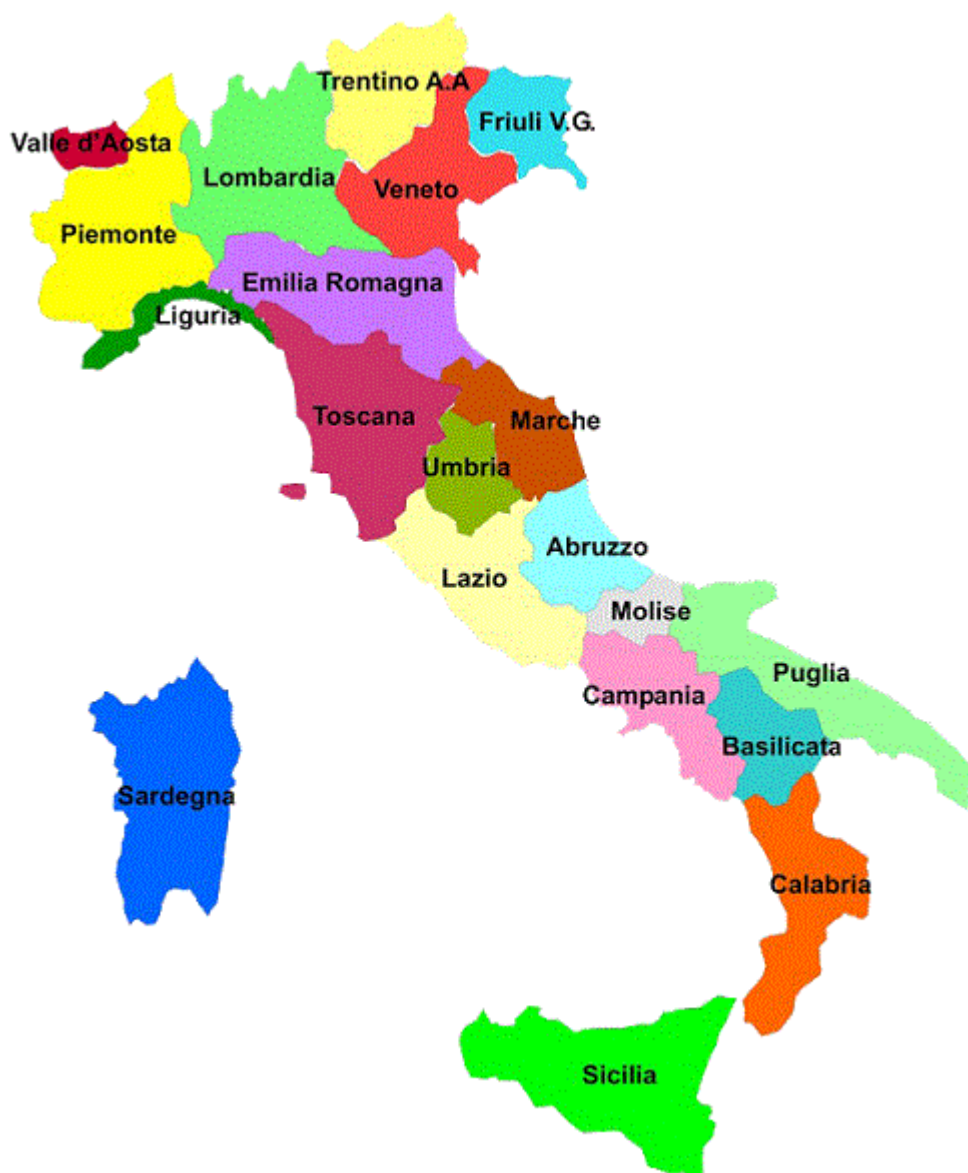 Trentino A.A
Friuli V.G.
Valle d'Aosta
Lombardia
Veneto
Piemonte
Emilia Romagna
Liguria
Toscana
Marche
Umbria
Abruzzo
Lazio
Molise
Puglia
Campania
Basilicata
Sardegna
Calabria
Sicilia